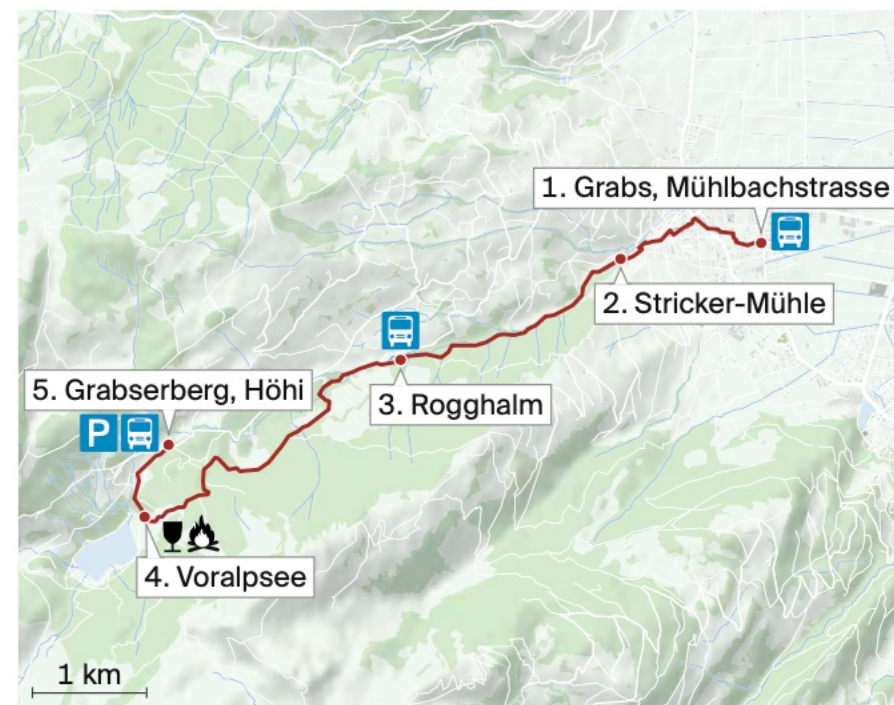 1. Grabs, Mühlbachstrasse
2. Stricker-Mühle
3. Rogghalm
5. Grabserberg, Höhi
P
4. Voralpsee
1 km